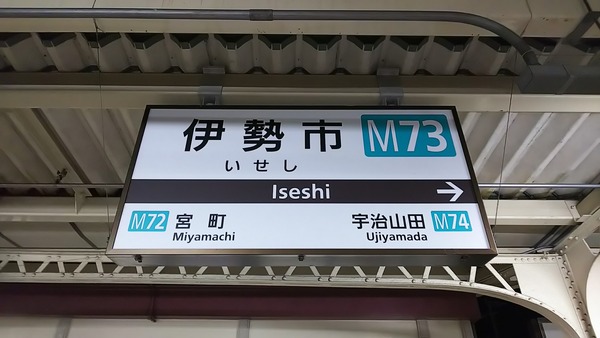 伊勢市 M73
いせし
Iseshi →
M72 宮町 宇治山田 M74
Miyamachi Ujiyamada